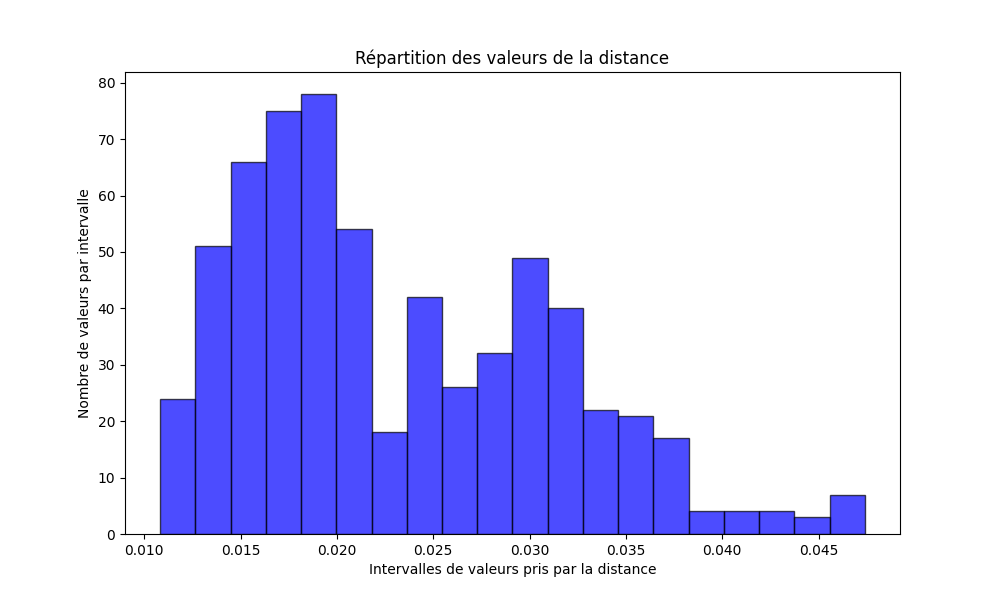 Répartition des valeurs de la distance
80
70
60
50
40
30
20
10
0
Nombre de valeurs par intervalle
0.010 0.015 0.020 0.025 0.030 0.035 0.040 0.045
Intervalles de valeurs pris par la distance